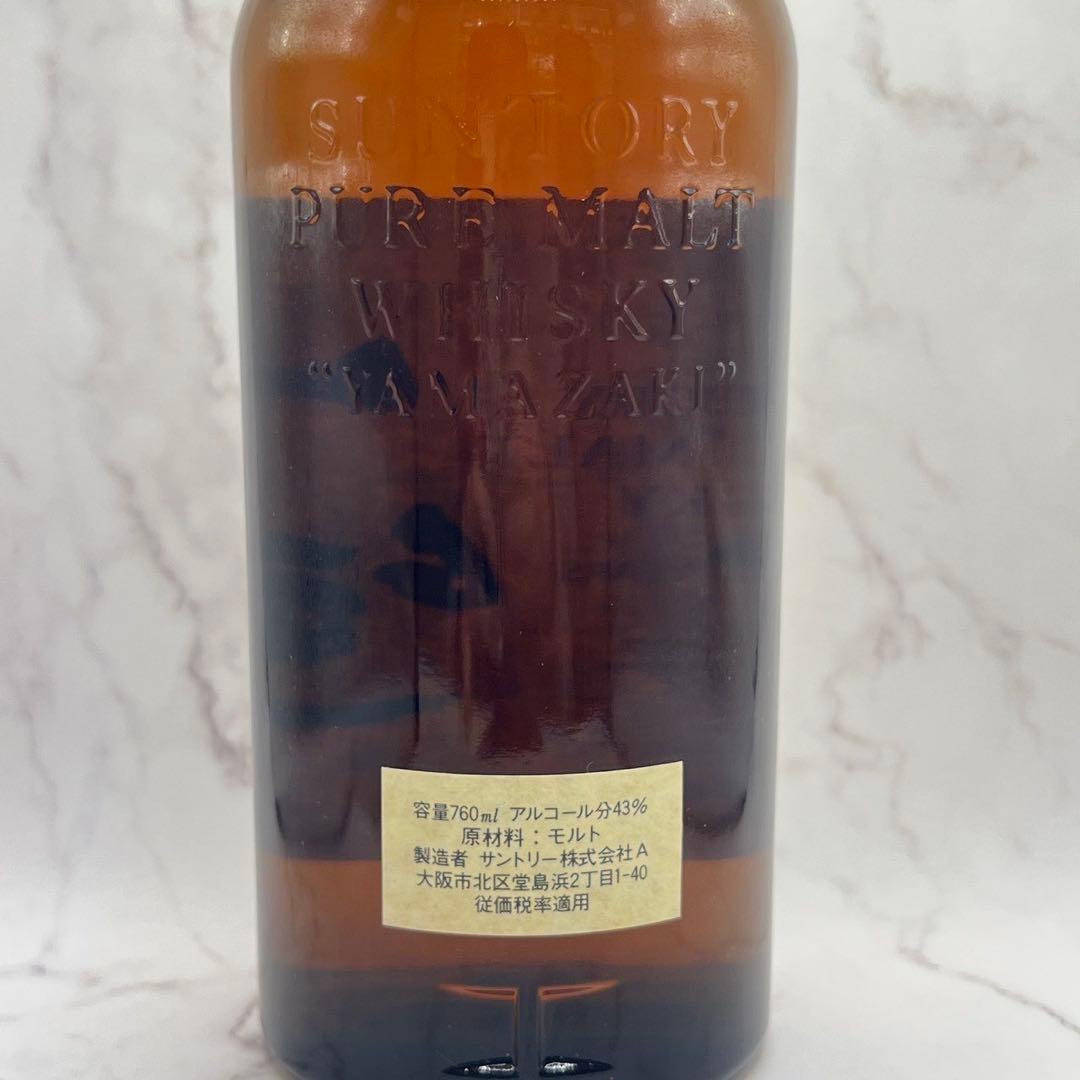 SUNTORY
PURE MALT
WHISKY
“YAMAZAKI”
容量760ml アルコール分43%
原材料：モルト
製造者 サントリー株式会社A
大阪市北区堂島浜2丁目1-40
従価税率適用